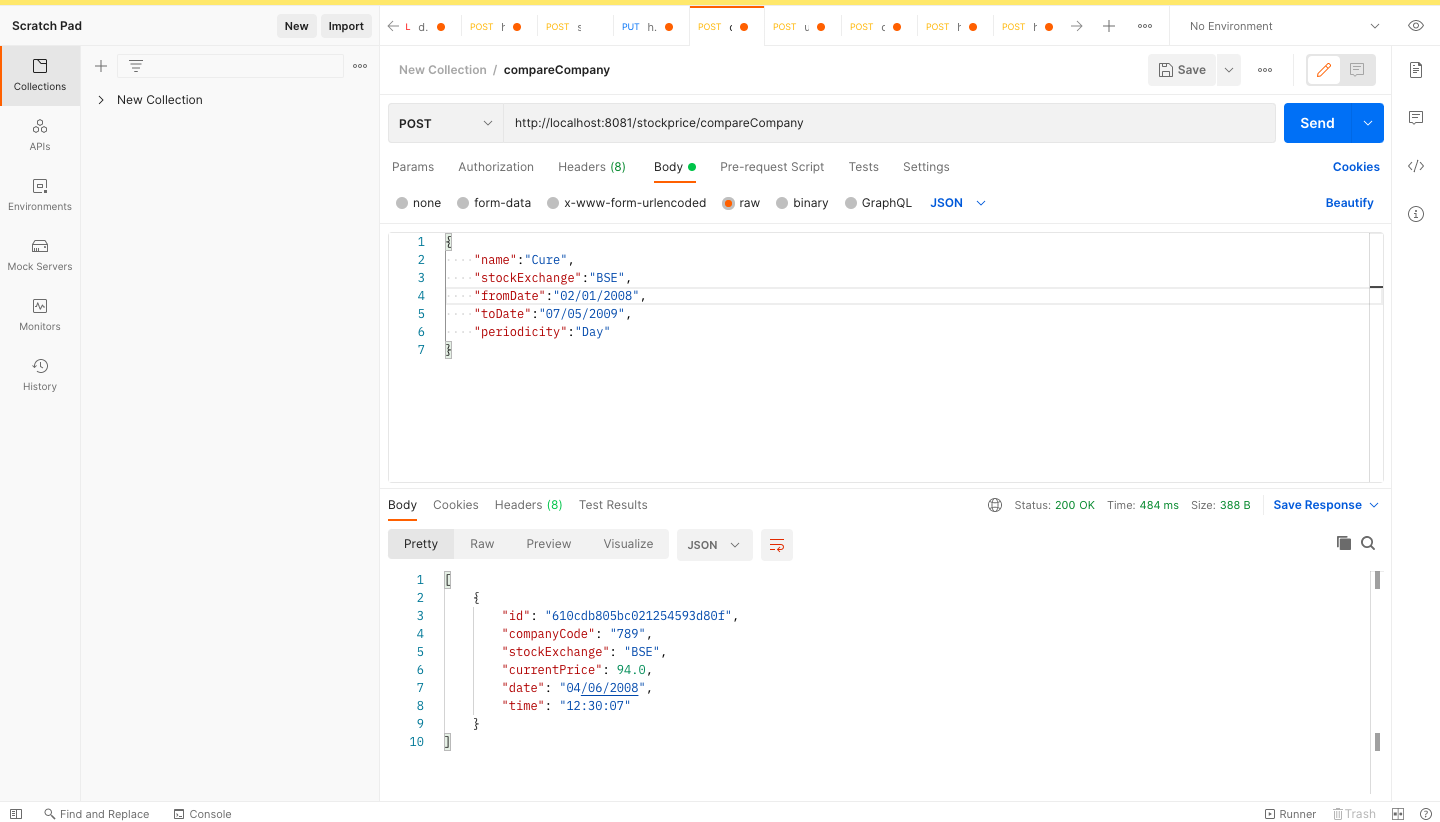 Scratch Pad
New
Import
L d.
POST
POST
PUT h.
POST
POST
POST
POST
POST
No Environment
Collections
APIs
Environments
Mock Servers
Monitors
History
New Collection
New Collection / compareCompany
Save
POST
http://localhost:8081/stockprice/compareCompany
Send
Params Authorization Headers (8) Body Pre-request Script Tests Settings Cookies
none form-data x-www-form-urlencoded raw binary GraphQL JSON Beautify
1 {
2 "name":"Cure",
3 "stockExchange":"BSE",
4 "fromDate":"02/01/2008",
5 "toDate":"07/05/2009",
6 "periodicity":"Day"
7 }
Body Cookies Headers (8) Test Results Status: 200 OK Time: 484 ms Size: 388 B Save Response
Pretty Raw Preview Visualize JSON
1 [
2 {
3 "id": "610cdb805bc021254593d80f",
4 "companyCode": "789",
5 "stockExchange": "BSE",
6 "currentPrice": 94.0,
7 "date": "04/06/2008",
8 "time": "12:30:07"
9 }
10 ]
Find and Replace Console Runner Trash